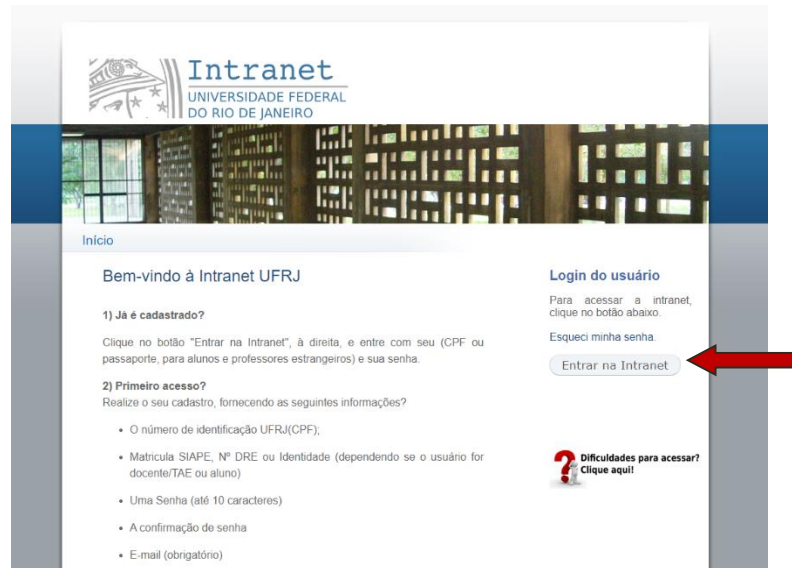 Intranet
UNIVERSIDADE FEDERAL
DO RIO DE JANEIRO
Início
Bem-vindo à Intranet UFRJ
1) Já é cadastrado?
Clique no botão "Entrar na Intranet", à direita, e entre com seu (CPF ou
passaporte, para alunos e professores estrangeiros) e sua senha.
2) Primeiro acesso?
Realize o seu cadastro, fornecendo as seguintes informações?
• O número de identificação UFRJ(CPF);
• Matricula SIAPE, Nº DRE ou Identidade (dependendo se o usuário for
docente/TAE ou aluno)
• Uma Senha (até 10 caracteres)
• A confirmação de senha
• E-mail (obrigatório)
Login do usuário
Para acessar a intranet,
clique no botão abaixo.
Esqueci minha senha.
Entrar na Intranet
Dificuldades para acessar?
Clique aqui!